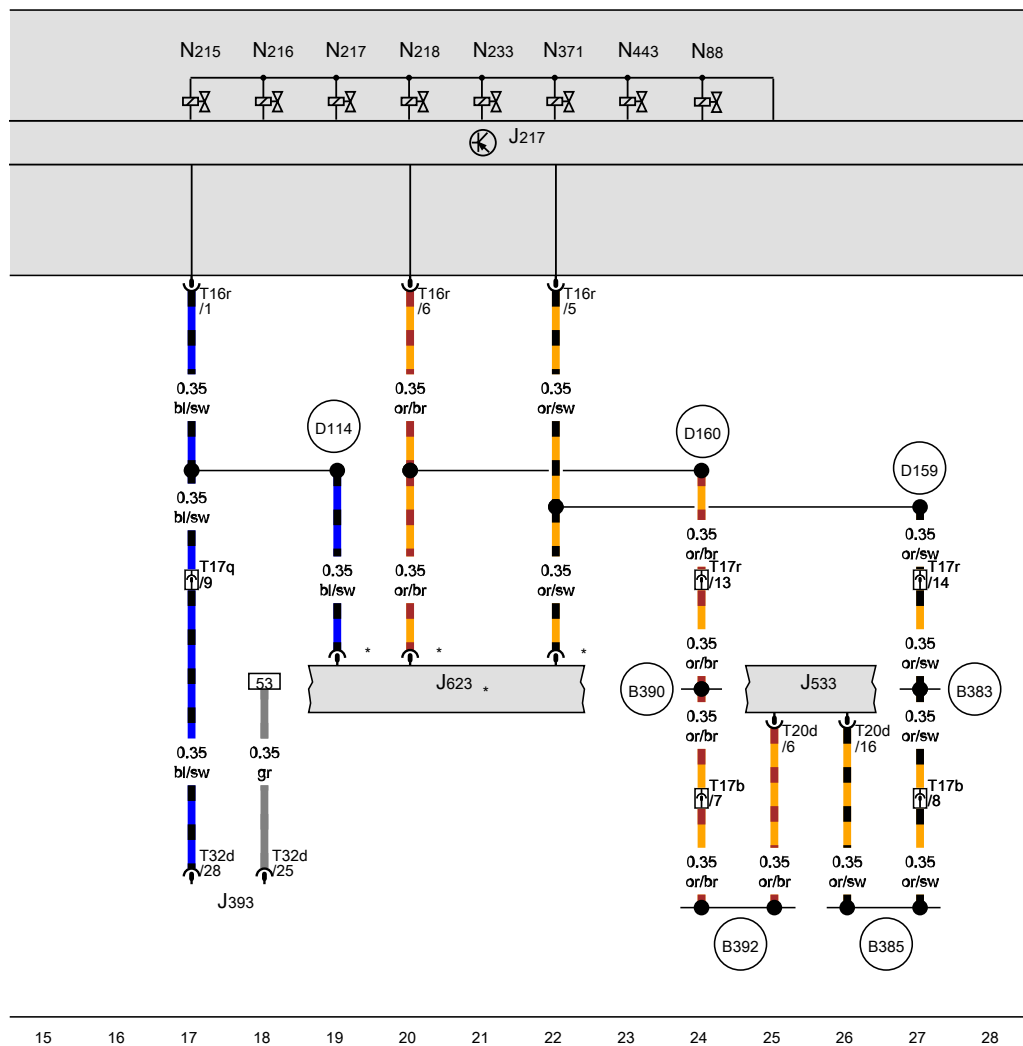 N215 N216 N217 N218 N233 N371 N443 N88
J217
T16r
/1
T16r
/6
T16r
/5
0.35
bl/sw
0.35
or/br
0.35
or/sw
D114
D160
D159
0.35
bl/sw
0.35
or/br
0.35
or/sw
T17q
/9
0.35
bl/sw
0.35
or/br
0.35
or/sw
T17r
/13
T17r
/14
* * *
0.35
or/br
0.35
or/sw
53
J623 *
B390
J533
B383
0.35
bl/sw
0.35
gr
0.35
or/br
T20d
/6
T20d
/16
0.35
or/sw
T17b
/7
T17b
/8
T32d
/28
T32d
/25
0.35
or/br
0.35
or/br
0.35
or/sw
0.35
or/sw
J393
B392
B385
15 16 17 18 19 20 21 22 23 24 25 26 27 28